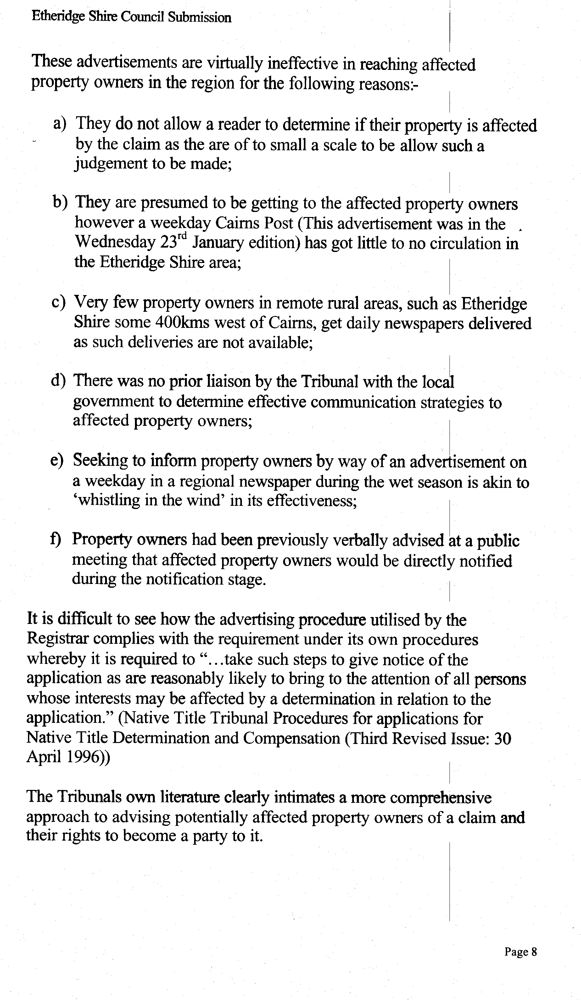 Etheridge Shire Council Submission
These advertisements are virtually ineffective in reaching affected
property owners in the region for the following reasons:-
a) They do not allow a reader to determine if their property is affected
by the claim as the are of to small a scale to be allow such a
judgement to be made;
b) They are presumed to be getting to the affected property owners
however a weekday Cairns Post (This advertisement was in the
Wednesday 23rd January edition) has got little to no circulation in
the Etheridge Shire area;
c) Very few property owners in remote rural areas, such as Etheridge
Shire some 400kms west of Cairns, get daily newspapers delivered
as such deliveries are not available;
d) There was no prior liaison by the Tribunal with the local
government to determine effective communication strategies to
affected property owners;
e) Seeking to inform property owners by way of an advertisement on
a weekday in a regional newspaper during the wet season is akin to
‘whistling in the wind’ in its effectiveness;
f) Property owners had been previously verbally advised at a public
meeting that affected property owners would be directly notified
during the notification stage.
It is difficult to see how the advertising procedure utilised by the
Registrar complies with the requirement under its own procedures
whereby it is required to “…take such steps to give notice of the
application as are reasonably likely to bring to the attention of all persons
whose interests may be affected by a determination in relation to the
application.” (Native Title Tribunal Procedures for applications for
Native Title Determination and Compensation (Third Revised Issue: 30
April 1996))
The Tribunals own literature clearly intimates a more comprehensive
approach to advising potentially affected property owners of a claim and
their rights to become a party to it.
Page 8